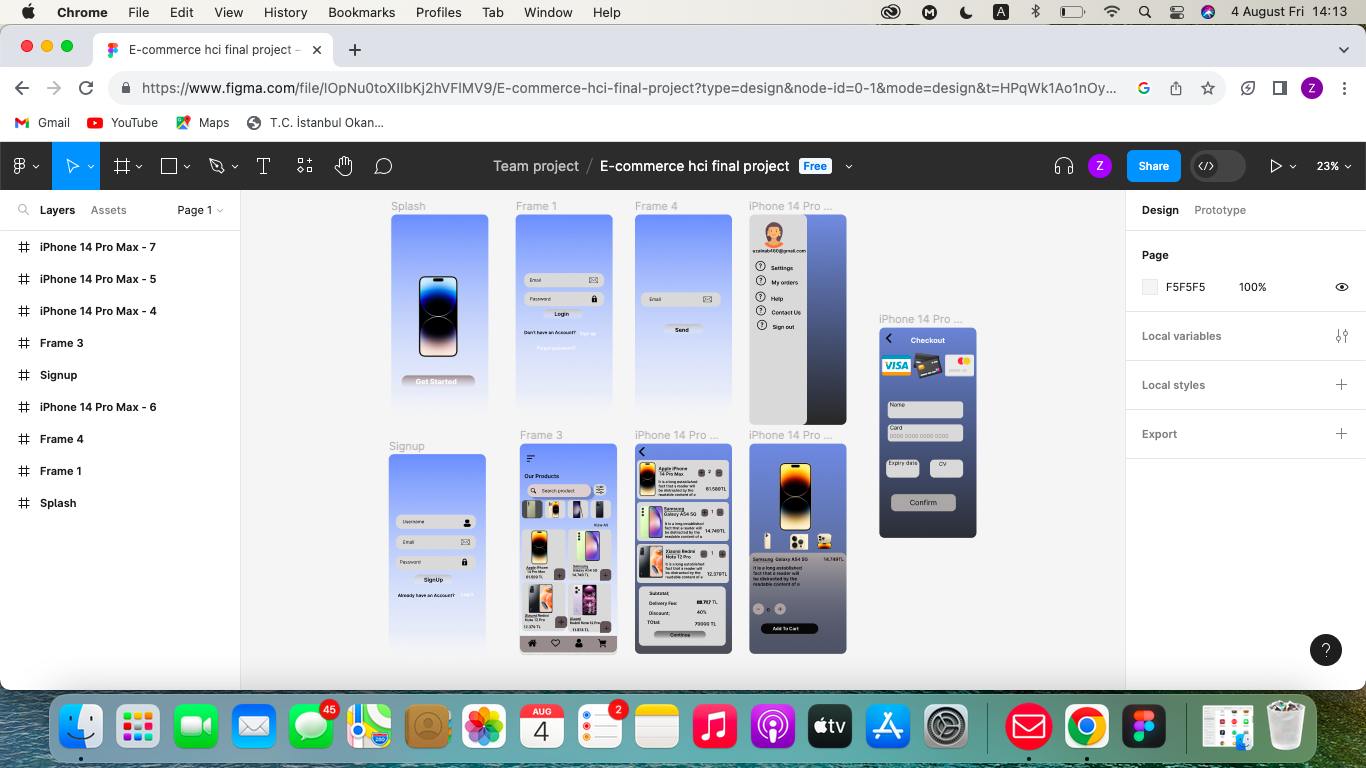 Chrome File Edit View History Bookmarks Profiles Tab Window Help
A
4 August Fri 14:13
E-commerce hci final project –
https://www.figma.com/file/IOpNu0toXIIbKj2hVFlMV9/E-commerce-hci-final-project?type=design&node-id=0-1&mode=design&t=HPqWk1Ao1nOy...
Z
Gmail YouTube Maps T.C. İstanbul Okan...
Team project / E-commerce hci final project Free
Z
Share
23%
Layers Assets Page 1
iPhone 14 Pro Max - 7
iPhone 14 Pro Max - 5
iPhone 14 Pro Max - 4
Frame 3
Signup
iPhone 14 Pro Max - 6
Frame 4
Frame 1
Splash
Splash
Get Started
Frame 1
Email
Password
Login
Don't have an Account? Sign up
Forgot password?
Frame 4
Email
Send
iPhone 14 Pro ...
Settings
My orders
Help
Contact Us
Sign out
iPhone 14 Pro ...
Checkout
VISA
Name
Card
0000 0000 0000 0000
Expiry date CV
Confirm
Signup
Username
Email
Password
SignUp
Already have an Account? Login
Frame 3
Our Products
Search product
View All
Apple iPhone
14 Pro Max
61.589 TL
Samsung
Galaxy A54 5G
14.749 TL
Xiaomi Redmi
Note 12 Pro
12.379 TL
Xiaomi
Redmi Note 12 Pro
iPhone 14 Pro ...
Apple iPhone
14 Pro Max
2
It is a long established
fact that a reader will
be distracted by the
readable content of a
61.589TL
Samsung
Galaxy A54 5G
1
It is a long established
fact that a reader will
be distracted by the
readable content of a
14.749TL
Xiaomi Redmi
Note 12 Pro
1
It is a long established
fact that a reader will
be distracted by the
readable content of a
12.379TL
Subtotal;
Delivery Fee:
Discount; 40%
TOtal: 70000 TL
Continue
iPhone 14 Pro ...
Samsung Galaxy A54 5G 14.749TL
It is a long established
fact that a reader will
be distracted by the
readable content of a
- 0 +
Add To Cart
Design Prototype
Page
F5F5F5 100%
Local variables
Local styles
Export
?
45
AUG
4
2
tv